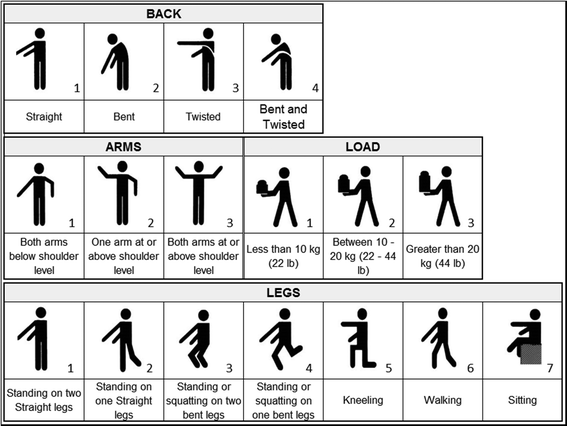 BACK
1 2 3 4
Straight Bent Twisted Bent and
Twisted
ARMS LOAD
1 2 3 1 2 3
Both arms
below shoulder
level
One arm at or
above shoulder
level
Both arms at or
above shoulder
level
Less than 10 kg
(22 lb)
Between 10 -
20 kg (22 - 44
lb)
Greater than 20
kg (44 lb)
LEGS
1 2 3 4 5 6 7
Standing on two
Straight legs
Standing on
one Straight
legs
Standing or
squatting on two
bent legs
Standing or
squatting on
one bent legs
Kneeling
Walking
Sitting